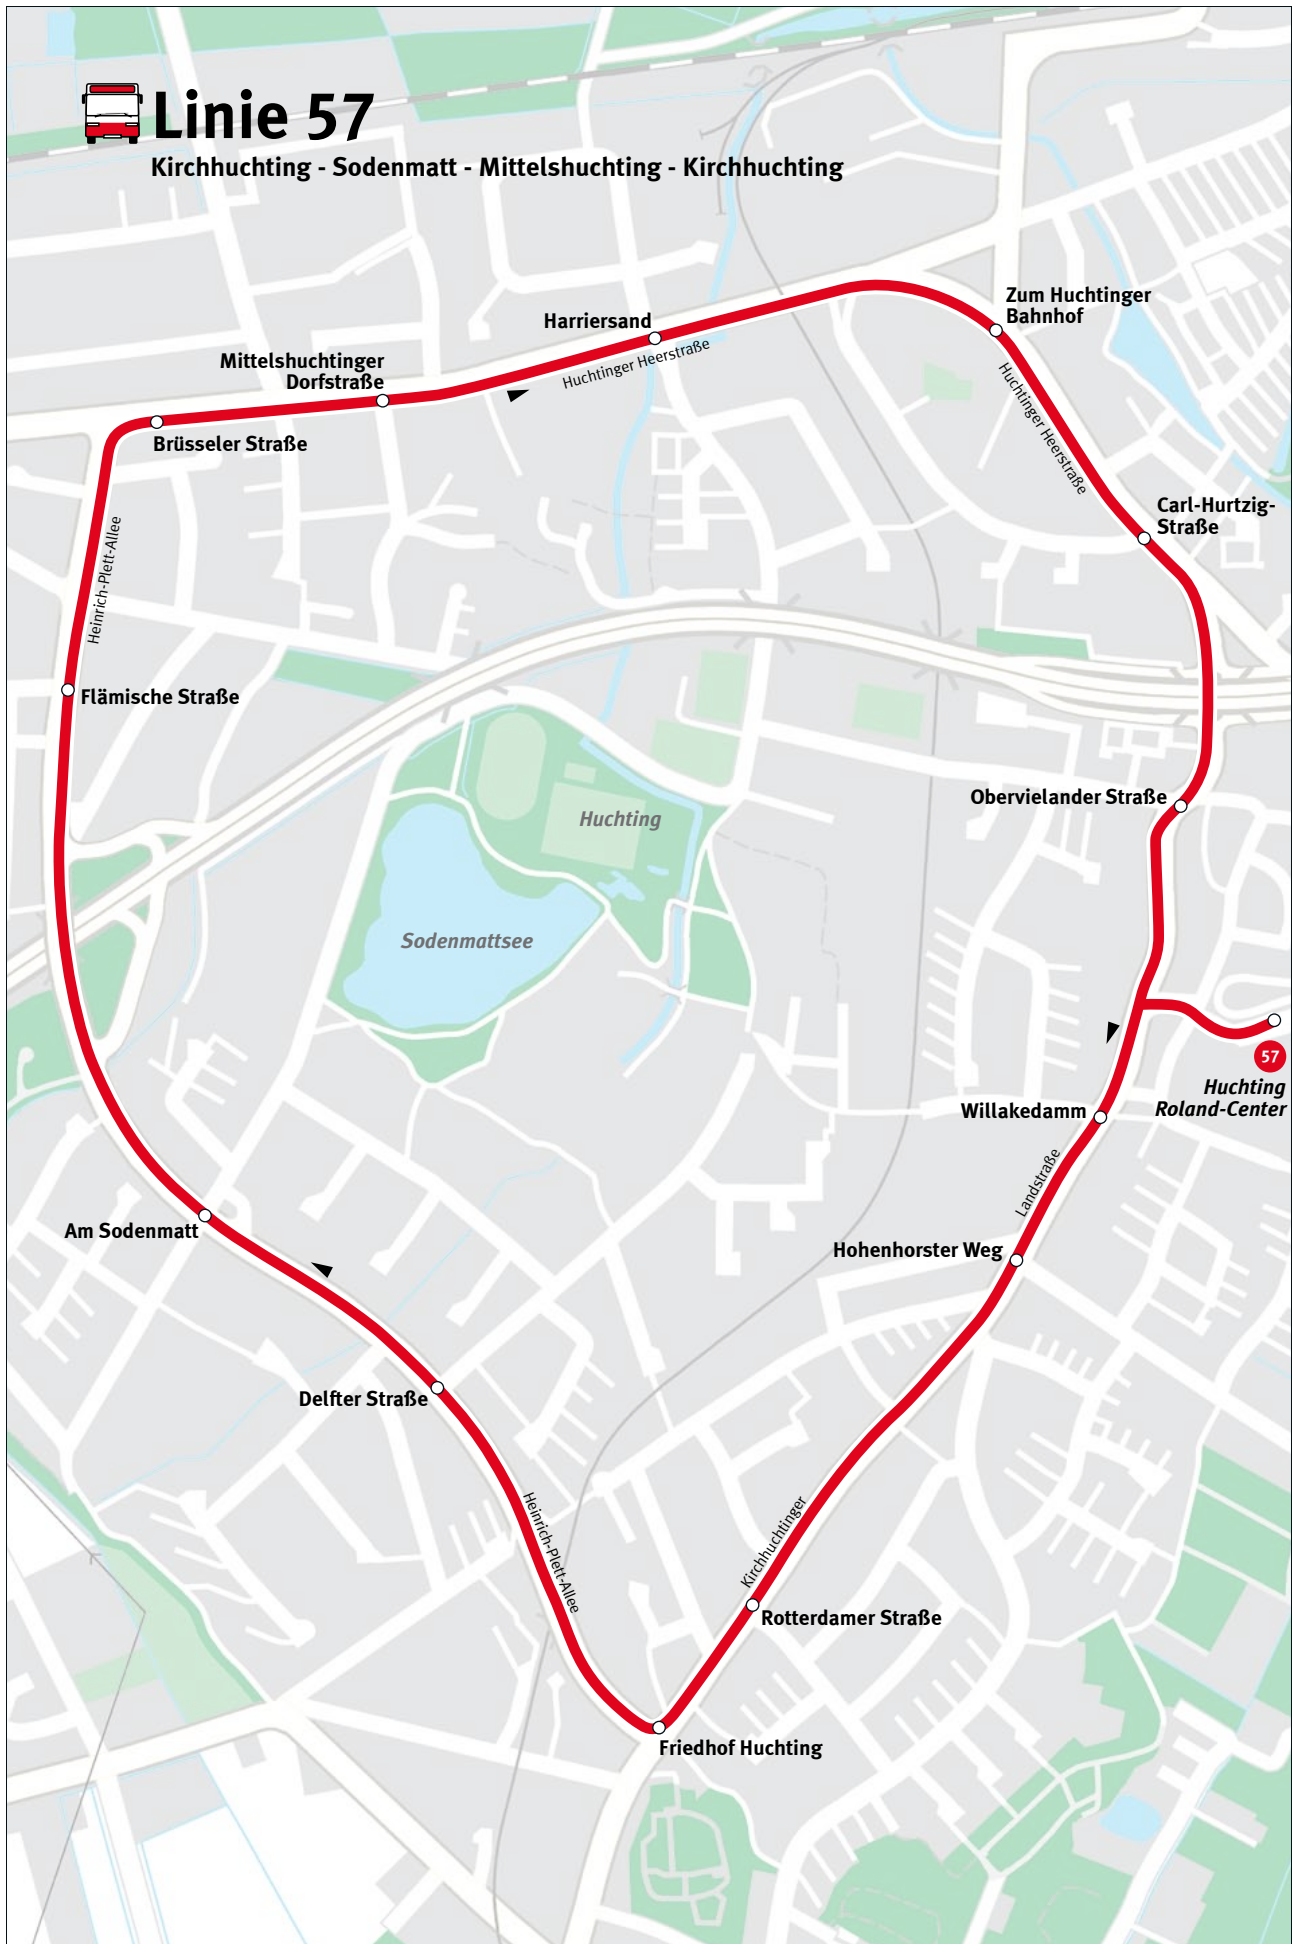 Linie 57
Kirchhuchting - Sodenmatt - Mittelshuchting - Kirchhuchting
Zum Huchtinger
Bahnhof
Harriersand
Huchtinger Heerstraße
Mittelshuchtinger
Dorfstraße
Brüsseler Straße
Huchtinger Heerstraße
Carl-Hurtzig-
Straße
Heinrich-Plett-Allee
Flämische Straße
Obervielander Straße
Huchting
Sodenmattsee
57
Huchting
Roland-Center
Willakedamm
Landstraße
Am Sodenmatt
Hohenhorster Weg
Delfter Straße
Heinrich-Plett-Allee
Kirchhuchtinger
Rotterdamer Straße
Friedhof Huchting